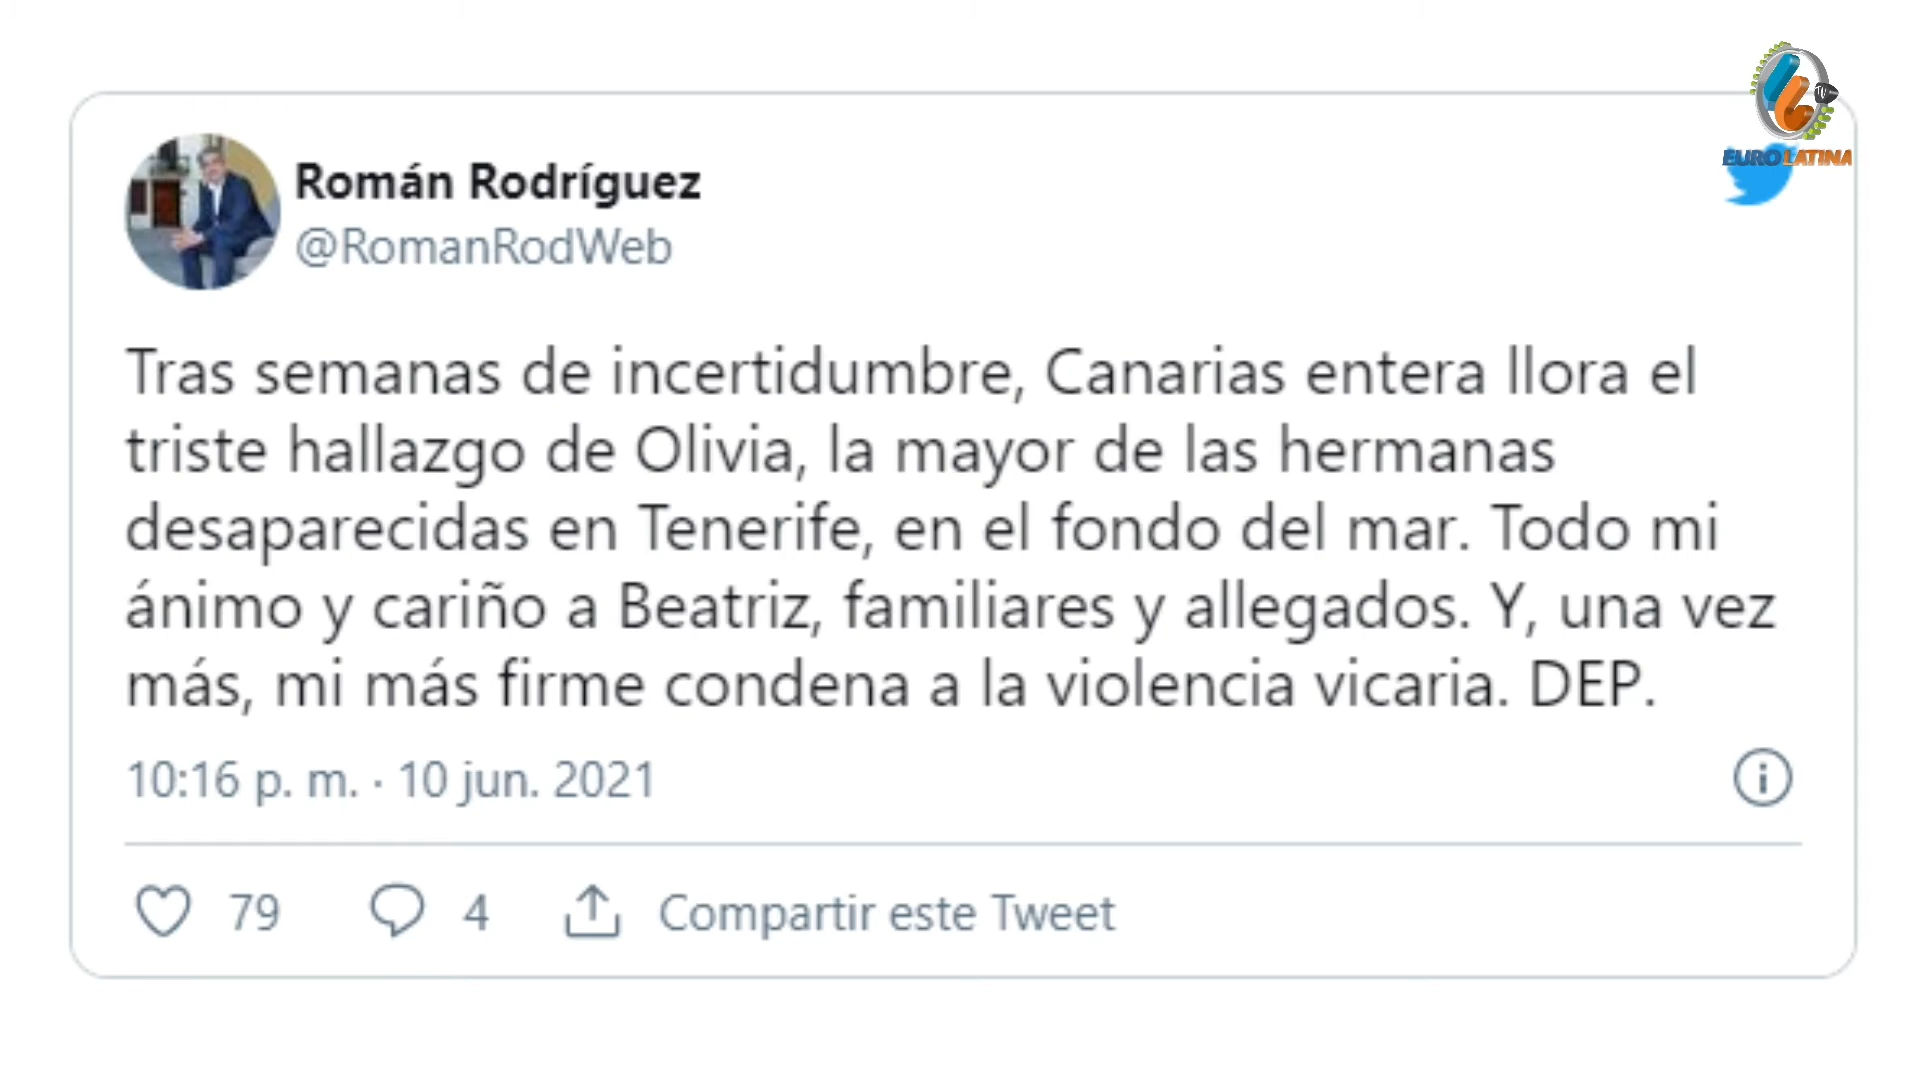 TV
EUROLATINA
Román Rodríguez
@RomanRodWeb
Tras semanas de incertidumbre, Canarias entera llora el
triste hallazgo de Olivia, la mayor de las hermanas
desaparecidas en Tenerife, en el fondo del mar. Todo mi
ánimo y cariño a Beatriz, familiares y allegados. Y, una vez
más, mi más firme condena a la violencia vicaria. DEP.
10:16 p. m. · 10 jun. 2021
79 4 Compartir este Tweet